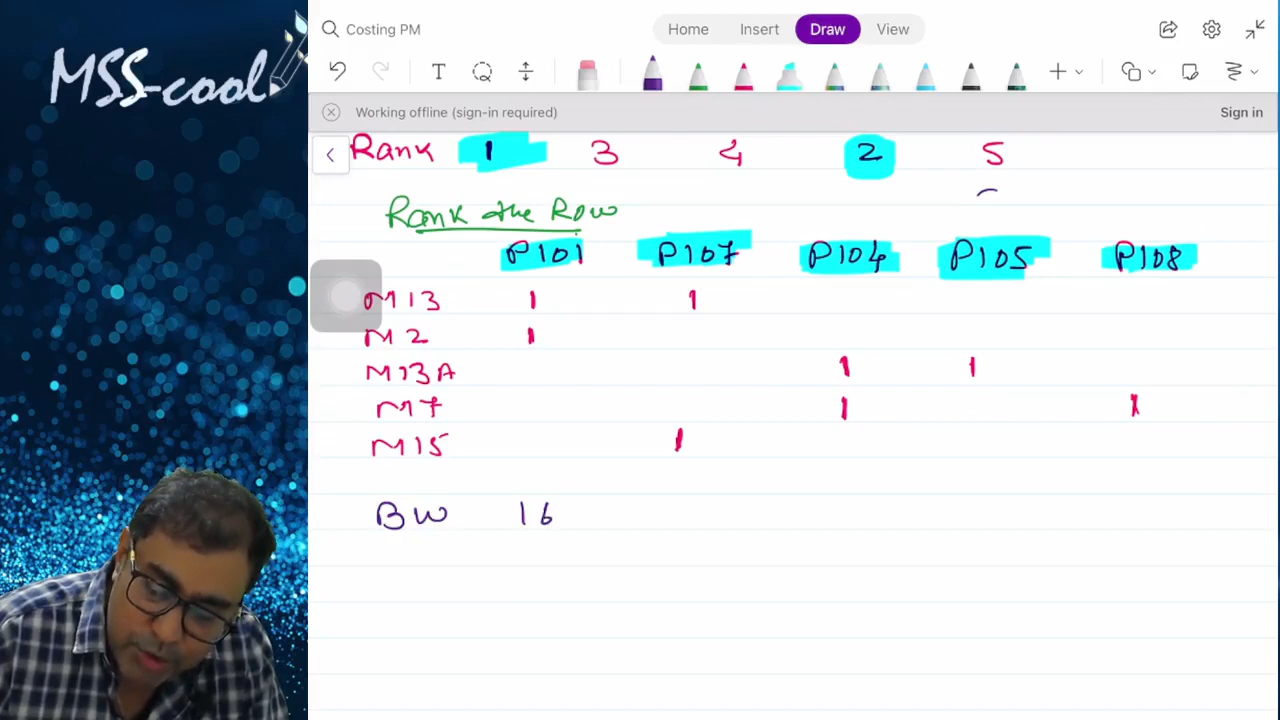 MSS-cool
Costing PM
Home Insert Draw View
Working offline (sign-in required) Sign in
Rank 1 3 4 2 5
Rank the Row
P101 P107 P104 P105 P108
M13 1 1
M2 1
M13A 1 1
M7 1 1
M15 1
BW 16